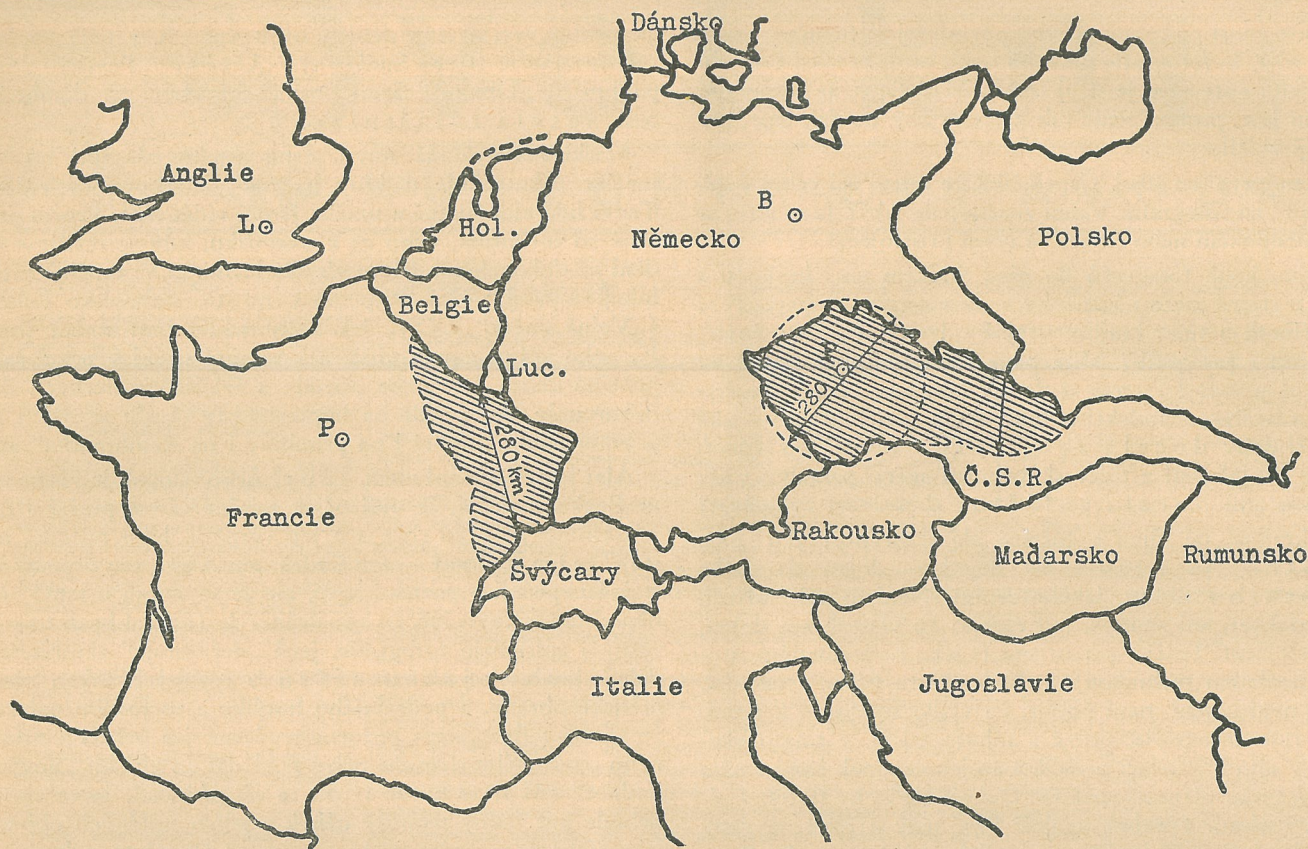 Dánsko
Anglie
L
Hol.
Německo
B
Polsko
Belgie
Luc.
P
280
P
280 km
Č.S.R.
Francie
Švýcary
Rakousko
Maďarsko
Rumunsko
Italie
Jugoslavie